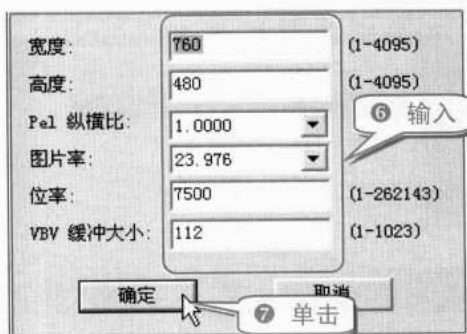 宽度: 760 (1-4095)
高度: 480 (1-4095)
Pel 纵横比: 1.0000
❻ 输入
图片率: 23.976
位率: 7500 (1-262143)
VBV 缓冲大小: 112 (1-1023)
确定 取消
❼ 单击